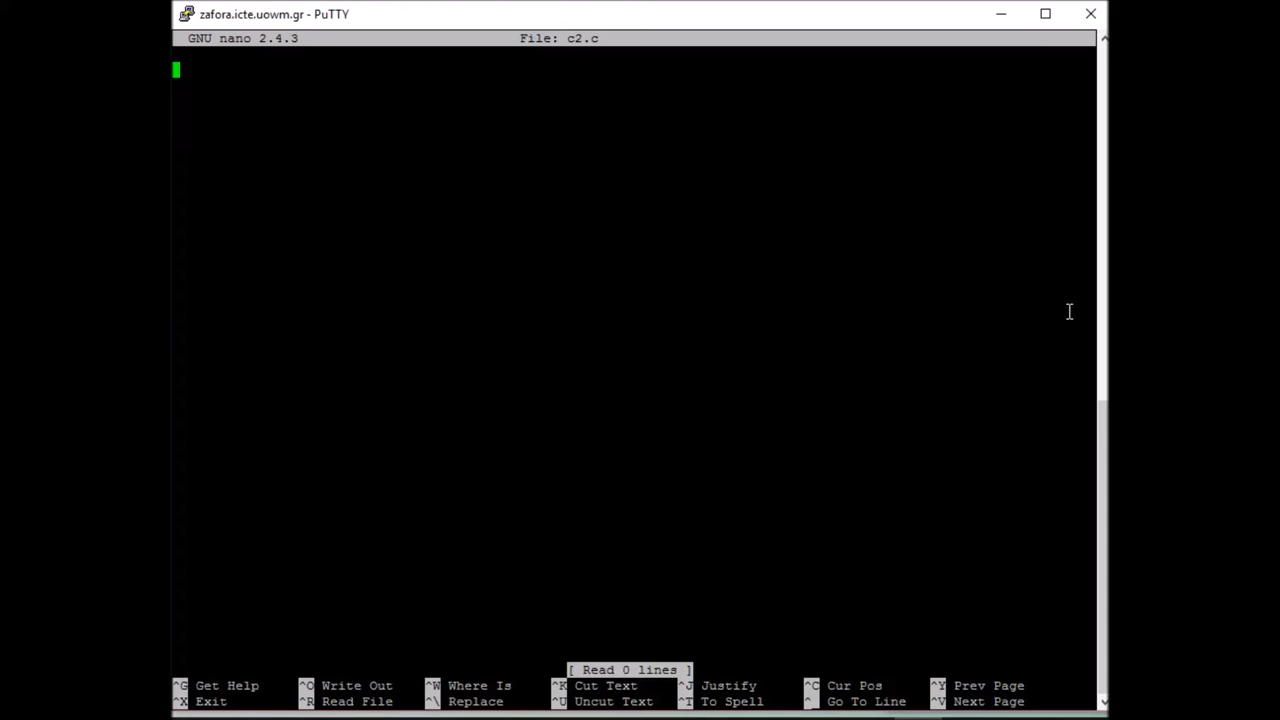 zafora.icte.uowm.gr - PuTTY
GNU nano 2.4.3 File: c2.c
[ Read 0 lines ]
^G Get Help ^O Write Out ^W Where Is ^K Cut Text ^J Justify ^C Cur Pos ^Y Prev Page
^X Exit ^R Read File ^\ Replace ^U Uncut Text ^T To Spell ^_ Go To Line ^V Next Page